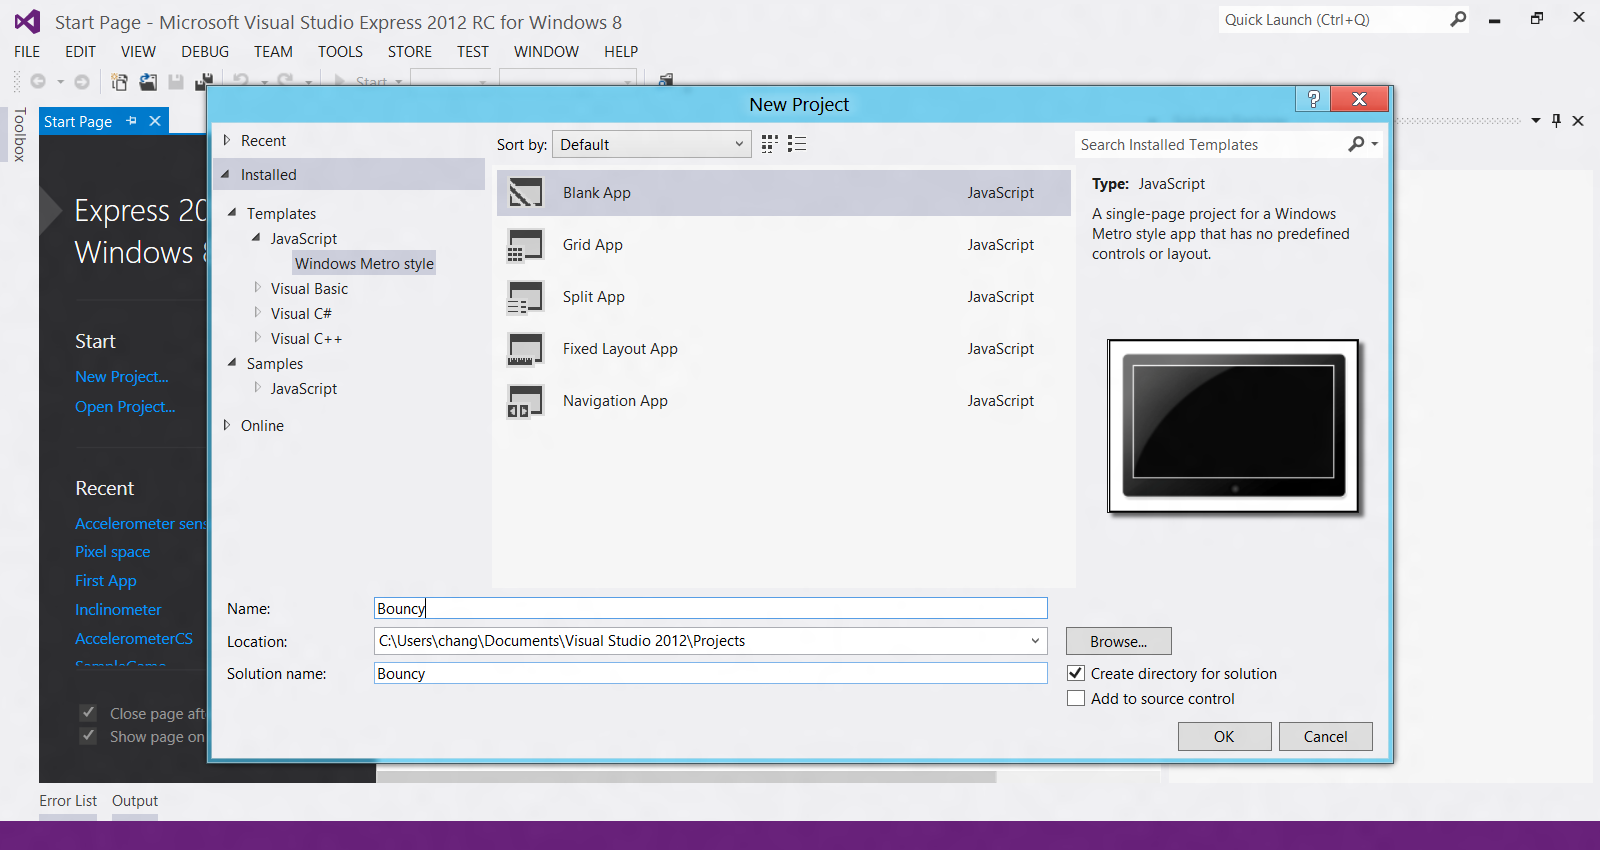 Start Page - Microsoft Visual Studio Express 2012 RC for Windows 8
Quick Launch (Ctrl+Q)
FILE EDIT VIEW DEBUG TEAM TOOLS STORE TEST WINDOW HELP
Start
Toolbox
Start Page
Express 20
Windows 8
Start
New Project...
Open Project...
Recent
Accelerometer sens
Pixel space
First App
Inclinometer
AccelerometerCS
SampleGame
Close page afte
Show page on
New Project
Recent
Installed
Templates
JavaScript
Windows Metro style
Visual Basic
Visual C#
Visual C++
Samples
JavaScript
Online
Sort by: Default
Search Installed Templates
Blank App JavaScript
Grid App JavaScript
Split App JavaScript
Fixed Layout App JavaScript
Navigation App JavaScript
Type: JavaScript
A single-page project for a Windows
Metro style app that has no predefined
controls or layout.
Name: Bouncy
Location: C:\Users\chang\Documents\Visual Studio 2012\Projects Browse...
Solution name: Bouncy
Create directory for solution
Add to source control
OK Cancel
Error List Output